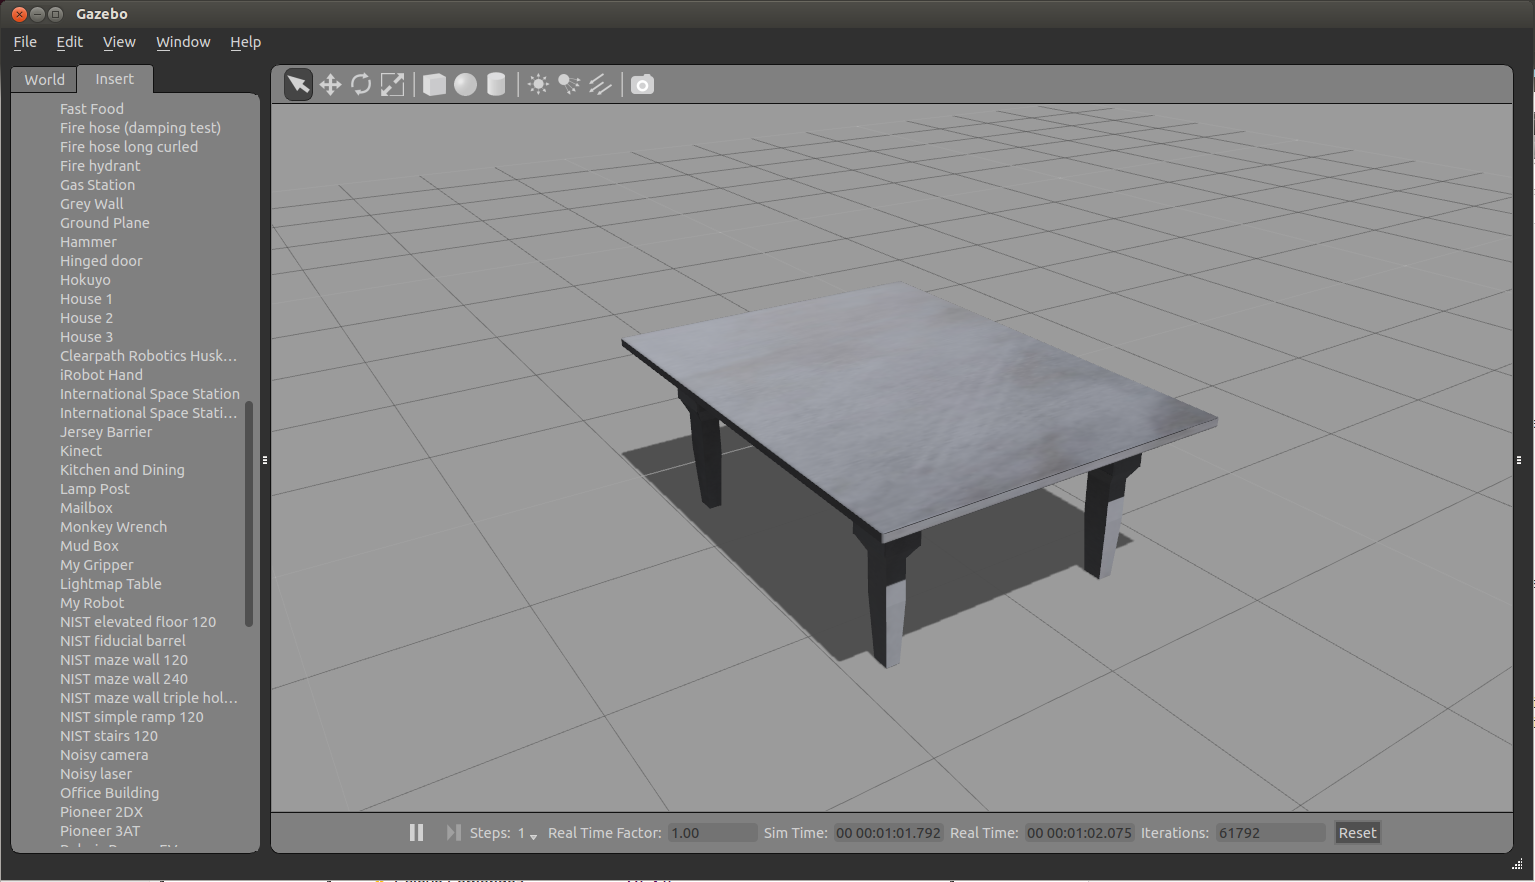 Gazebo
File Edit View Window Help
World Insert
Fast Food
Fire hose (damping test)
Fire hose long curled
Fire hydrant
Gas Station
Grey Wall
Ground Plane
Hammer
Hinged door
Hokuyo
House 1
House 2
House 3
Clearpath Robotics Husk...
iRobot Hand
International Space Station
International Space Stati...
Jersey Barrier
Kinect
Kitchen and Dining
Lamp Post
Mailbox
Monkey Wrench
Mud Box
My Gripper
Lightmap Table
My Robot
NIST elevated floor 120
NIST fiducial barrel
NIST maze wall 120
NIST maze wall 240
NIST maze wall triple hol...
NIST simple ramp 120
NIST stairs 120
Noisy camera
Noisy laser
Office Building
Pioneer 2DX
Pioneer 3AT
Steps: 1 Real Time Factor: 1.00 Sim Time: 00 00:01:01.792 Real Time: 00 00:01:02.075 Iterations: 61792 Reset